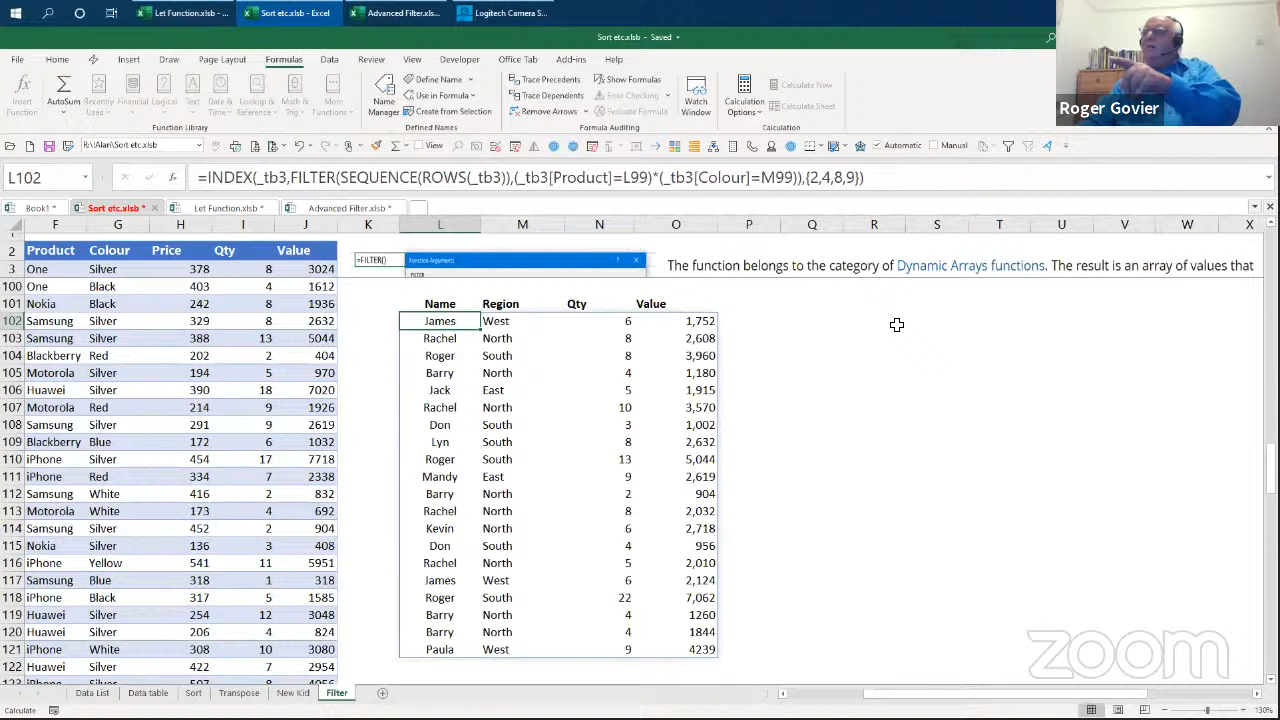 Let Function.xlsb - ...
Sort etc.xlsb - Excel
Advanced Filter.xls...
Logitech Camera S...
Sort etc.xlsb - Saved
File
Home
Insert
Draw
Page Layout
Formulas
Data
Review
View
Developer
Office Tab
Add-ins
Help
Insert Function
AutoSum
Recently Used
Financial
Logical
Text
Date & Time
Lookup & Reference
Math & Trig
More Functions
Function Library
Name Manager
Define Name
Use in Formula
Create from Selection
Defined Names
Trace Precedents
Trace Dependents
Remove Arrows
Show Formulas
Error Checking
Evaluate Formula
Formula Auditing
Watch Window
Calculation Options
Calculate Now
Calculate Sheet
Calculation
Roger Govier
R:\!Alan\Sort etc.xlsb
View
Automatic
Manual
L102
=INDEX(_tb3,FILTER(SEQUENCE(ROWS(_tb3)),(_tb3[Product]=L99)*(_tb3[Colour]=M99)),{2,4,8,9})
Book1 *
Sort etc.xlsb *
Let Function.xlsb *
Advanced Filter.xlsb *
F G H I J K L M N O P Q R S T U V W X
2 Product Colour Price Qty Value
=FILTER()
Function Arguments
FILTER
The function belongs to the category of Dynamic Arrays functions. The result is an array of values that
3 One Silver 378 8 3024
100 One Black 403 4 1612
101 Nokia Black 242 8 1936 Name Region Qty Value
102 Samsung Silver 329 8 2632 James West 6 1,752
103 Samsung Silver 388 13 5044 Rachel North 8 2,608
104 Blackberry Red 202 2 404 Roger South 8 3,960
105 Motorola Silver 194 5 970 Barry North 4 1,180
106 Huawei Silver 390 18 7020 Jack East 5 1,915
107 Motorola Red 214 9 1926 Rachel North 10 3,570
108 Samsung Silver 291 9 2619 Don South 3 1,002
109 Blackberry Blue 172 6 1032 Lyn South 8 2,632
110 iPhone Silver 454 17 7718 Roger South 13 5,044
111 iPhone Red 334 7 2338 Mandy East 9 2,619
112 Samsung White 416 2 832 Barry North 2 904
113 Motorola White 173 4 692 Rachel North 8 2,032
114 Samsung Silver 452 2 904 Kevin North 6 2,718
115 Nokia Silver 136 3 408 Don South 4 956
116 iPhone Yellow 541 11 5951 Rachel North 5 2,010
117 Samsung Blue 318 1 318 James West 6 2,124
118 iPhone Black 317 5 1585 Roger South 22 7,062
119 Huawei Silver 254 12 3048 Barry North 4 1260
120 Huawei Silver 206 4 824 Barry North 4 1844
121 iPhone White 308 10 3080 Paula West 9 4239
122 Huawei Silver 422 7 2954
zoom
Data List
Data table
Sort
Transpose
New Kid
Filter
Calculate
130%